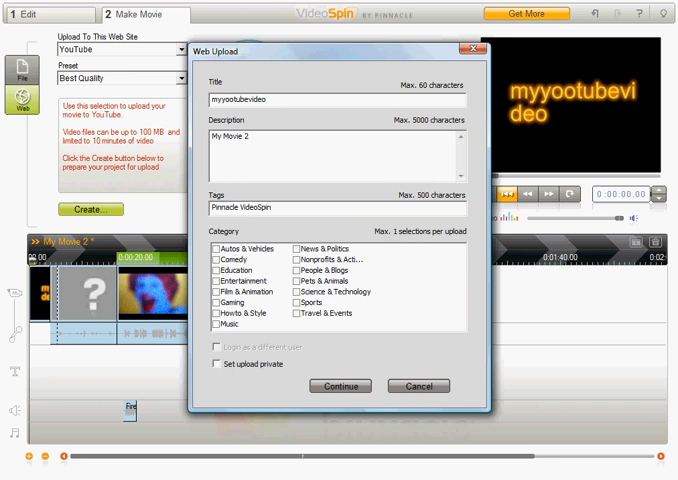 1 Edit
2 Make Movie
VideoSpin BY PINNACLE
Get More
Upload To This Web Site
YouTube
Preset
Best Quality
File
Web
Use this selection to upload your
movie to YouTube.
Video files can be up to 100 MB and
limited to 10 minutes of video
Click the Create button below to
prepare your project for upload
Create...
Web Upload
Title
Max. 60 characters
myyootubevideo
Description
Max. 5000 characters
My Movie 2
Tags
Max. 500 characters
Pinnacle VideoSpin
Category
Max. 1 selections per upload
Autos & Vehicles
Comedy
Education
Entertainment
Film & Animation
Gaming
Howto & Style
Music
News & Politics
Nonprofits & Acti...
People & Blogs
Pets & Animals
Science & Technology
Sports
Travel & Events
Login as a different user
Set upload private
Continue
Cancel
myyootubevi
deo
0:00:00.00
My Movie 2 *
00.00
0:00:20.00
0:01:40.00
0:02:
Fire